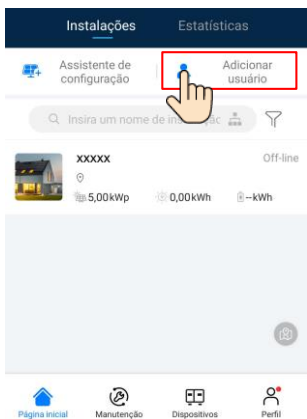 Instalações Estatísticas
Assistente de configuração
Adicionar usuário
Insira um nome de instalação
XXXXX Off-line
5,00kWp 0,00kWh --kWh
Página inicial Manutenção Dispositivos Perfil